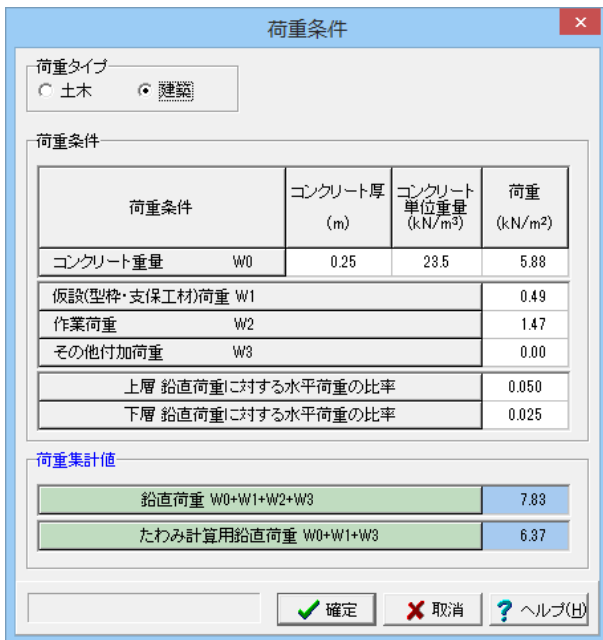 荷重条件
荷重タイプ
土木 建築
荷重条件
荷重条件 コンクリート厚 (m) コンクリート単位重量 (kN/m³) 荷重 (kN/m²)
コンクリート重量 W0 0.25 23.5 5.88
仮設(型枠・支保工材)荷重 W1 0.49
作業荷重 W2 1.47
その他付加荷重 W3 0.00
上層 鉛直荷重に対する水平荷重の比率 0.050
下層 鉛直荷重に対する水平荷重の比率 0.025
荷重集計値
鉛直荷重 W0+W1+W2+W3 7.83
たわみ計算用鉛直荷重 W0+W1+W3 6.37
確定 取消 ヘルプ(H)